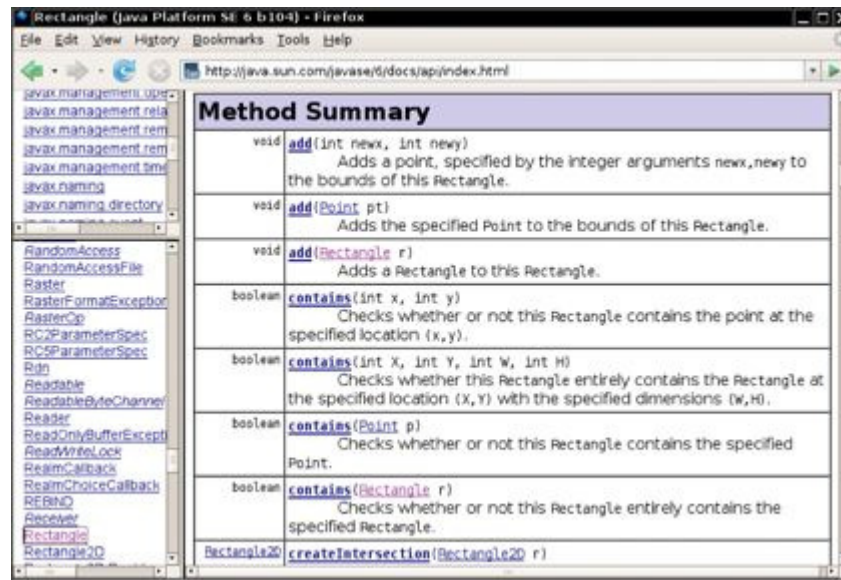 Rectangle (Java Platform SE 6 b104) - Firefox
File Edit View History Bookmarks Tools Help
http://java.sun.com/javase/6/docs/api/index.html
javax.management.ope
javax.management.rela
javax.management.rem
javax.management.rem
javax.management.time
javax.naming
javax.naming.directory
javax.naming.event
RandomAccess
RandomAccessFile
Raster
RasterFormatException
RasterOp
RC2ParameterSpec
RC5ParameterSpec
Rdn
Readable
ReadableByteChannel
Reader
ReadOnlyBufferExcepti
ReadWriteLock
RealmCallback
RealmChoiceCallback
REBIND
Receiver
Rectangle
Rectangle2D
Method Summary
void add(int newx, int newy)
Adds a point, specified by the integer arguments newx,newy to
the bounds of this Rectangle.
void add(Point pt)
Adds the specified Point to the bounds of this Rectangle.
void add(Rectangle r)
Adds a Rectangle to this Rectangle.
boolean contains(int x, int y)
Checks whether or not this Rectangle contains the point at the
specified location (x,y).
boolean contains(int X, int Y, int W, int H)
Checks whether this Rectangle entirely contains the Rectangle at
the specified location (X,Y) with the specified dimensions (W,H).
boolean contains(Point p)
Checks whether or not this Rectangle contains the specified
Point.
boolean contains(Rectangle r)
Checks whether or not this Rectangle entirely contains the
specified Rectangle.
Rectangle2D createIntersection(Rectangle2D r)